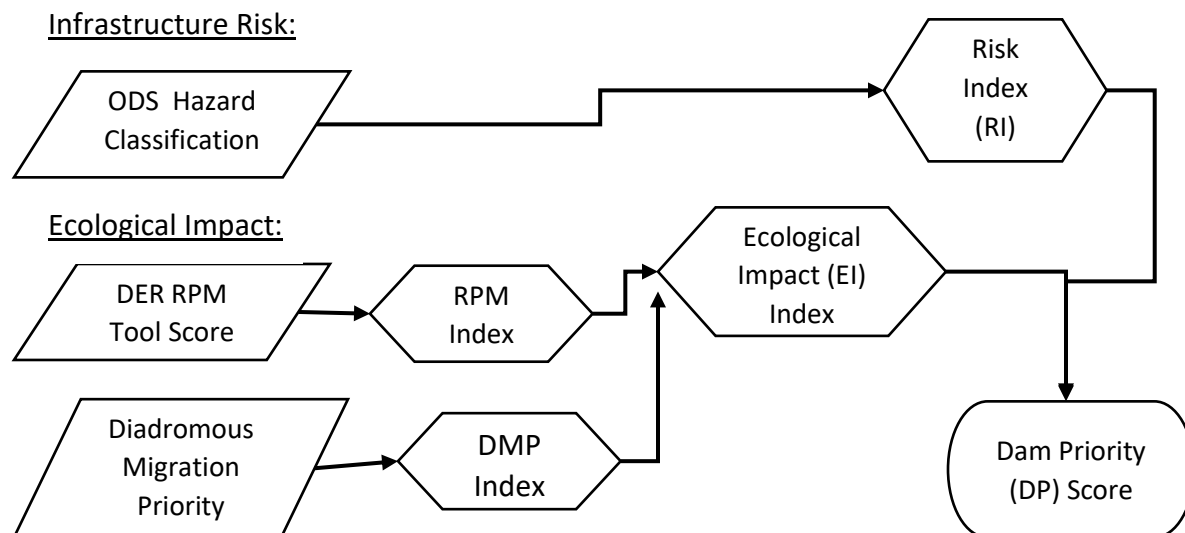 Infrastructure Risk:
ODS Hazard
Classification
Risk
Index
(RI)
Ecological Impact:
DER RPM
Tool Score
RPM
Index
Ecological
Impact (EI)
Index
Diadromous
Migration
Priority
DMP
Index
Dam Priority
(DP) Score